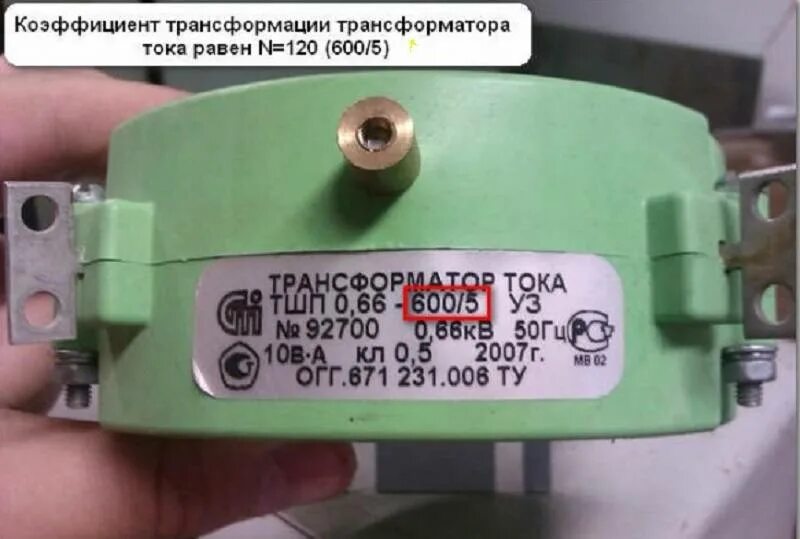 Коэффициент трансформации трансформатора
тока равен N=120 (600/5)
ТРАНСФОРМАТОР ТОКА
ТШП 0,66 - 600/5 У3
№ 92700 0,66кВ 50Гц
10В·А кл 0,5 2007г.
МВ 02
ОГГ.671 231.006 ТУ